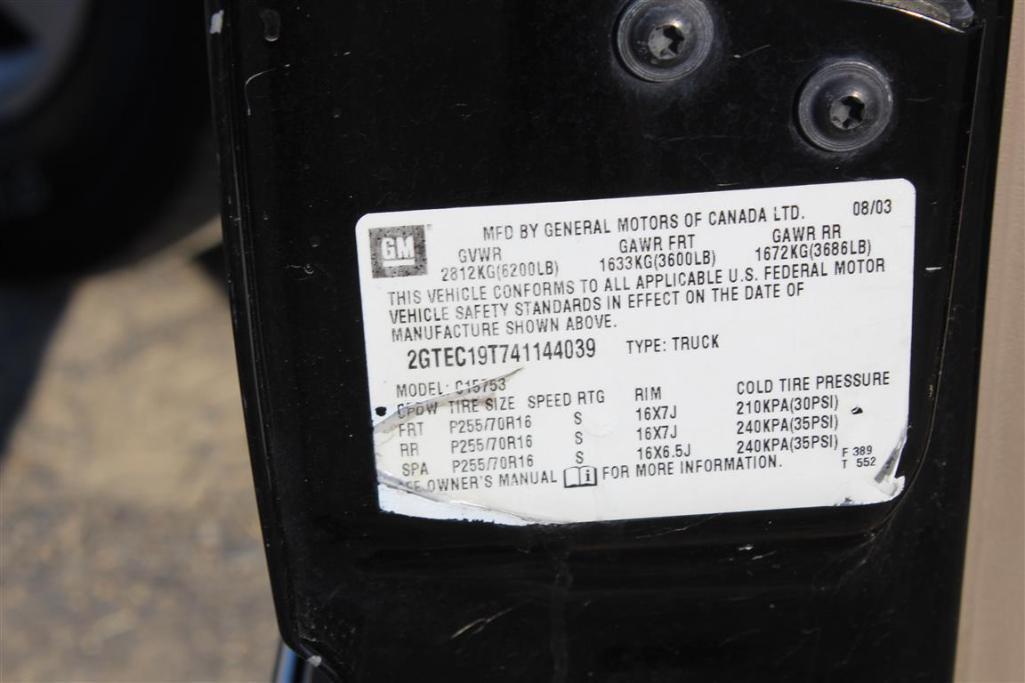 GM MFD BY GENERAL MOTORS OF CANADA LTD. 08/03
GVWR GAWR FRT GAWR RR
2812KG(6200LB) 1633KG(3600LB) 1672KG(3686LB)
THIS VEHICLE CONFORMS TO ALL APPLICABLE U.S. FEDERAL MOTOR
VEHICLE SAFETY STANDARDS IN EFFECT ON THE DATE OF
MANUFACTURE SHOWN ABOVE.
2GTEC19T741144039 TYPE: TRUCK
MODEL: C15753
TIRE SIZE SPEED RTG RIM COLD TIRE PRESSURE
FRT P255/70R16 S 16X7J 210KPA(30PSI)
RR P255/70R16 S 16X7J 240KPA(35PSI)
SPA P255/70R16 S 16X6.5J 240KPA(35PSI) F 389
OWNER'S MANUAL i FOR MORE INFORMATION. T 552